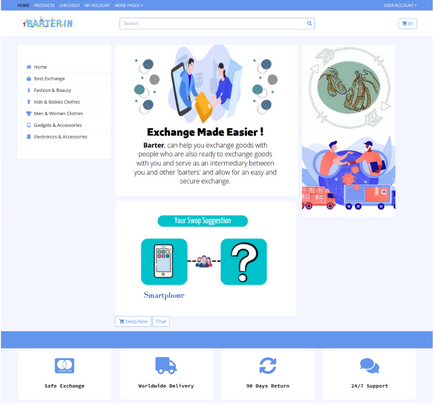 HOME PRODUCTS CHECKOUT MY ACCOUNT MORE PAGES USER ACCOUNT
BARTER.IN
Search
(0)
Home
Best Exchange
Fashion & Beauty
Kids & Babies Clothes
Men & Women Clothes
Gadgets & Accessories
Electronics & Accessories
Exchange Made Easier !
Barter, can help you exchange goods with
people who are also ready to exchange goods
with you and serve as an intermediary between
you and other 'barters' and allow for an easy and
secure exchange.
Your Swap Suggestion
?
Smartphone
Swap Now Chat
Safe Exchange
Worldwide Delivery
90 Days Return
24/7 Support